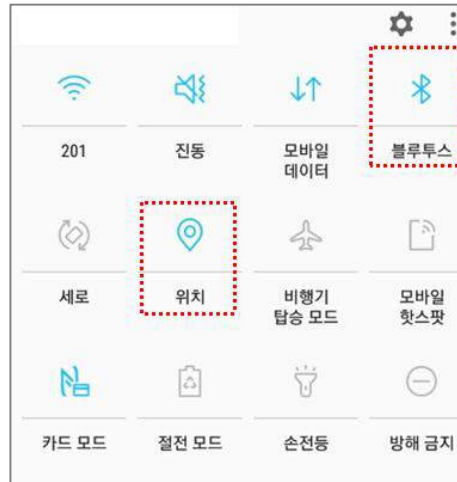 201
진동
모바일
데이터
블루투스
세로
위치
비행기
탑승 모드
모바일
핫스팟
카드 모드
절전 모드
손전등
방해 금지